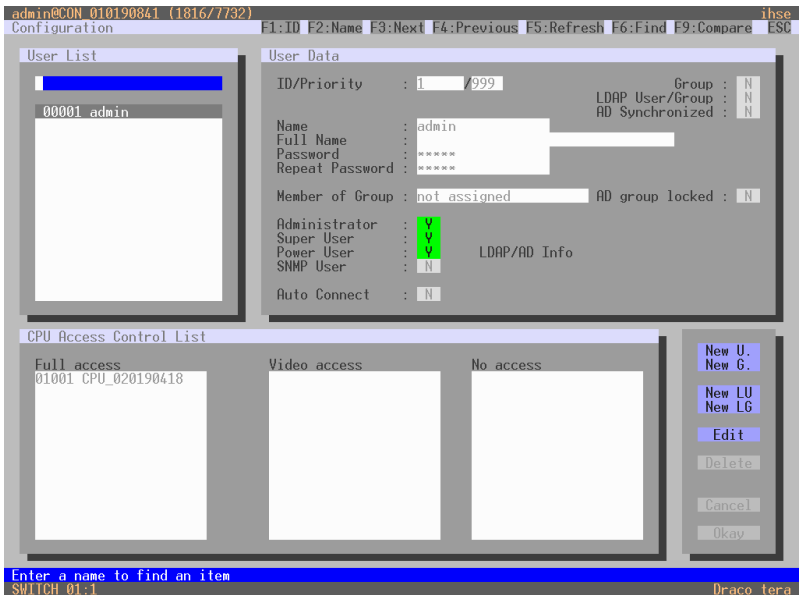 admin@CON_010190841 (1816/7732) ihse
Configuration F1:ID F2:Name F3:Next F4:Previous F5:Refresh F6:Find F9:Compare ESC
User List
00001 admin
User Data
ID/Priority : 1 /999
Group : N
LDAP User/Group : N
AD Synchronized : N
Name : admin
Full Name :
Password : *****
Repeat Password : *****
Member of Group : not assigned AD group locked : N
Administrator : Y
Super User : Y
Power User : Y LDAP/AD Info
SNMP User : N
Auto Connect : N
CPU Access Control List
Full access Video access No access
01001 CPU_020190418
New U.
New G.
New LU
New LG
Edit
Delete
Cancel
Okay
Enter a name to find an item
SWITCH 01:1 Draco tera